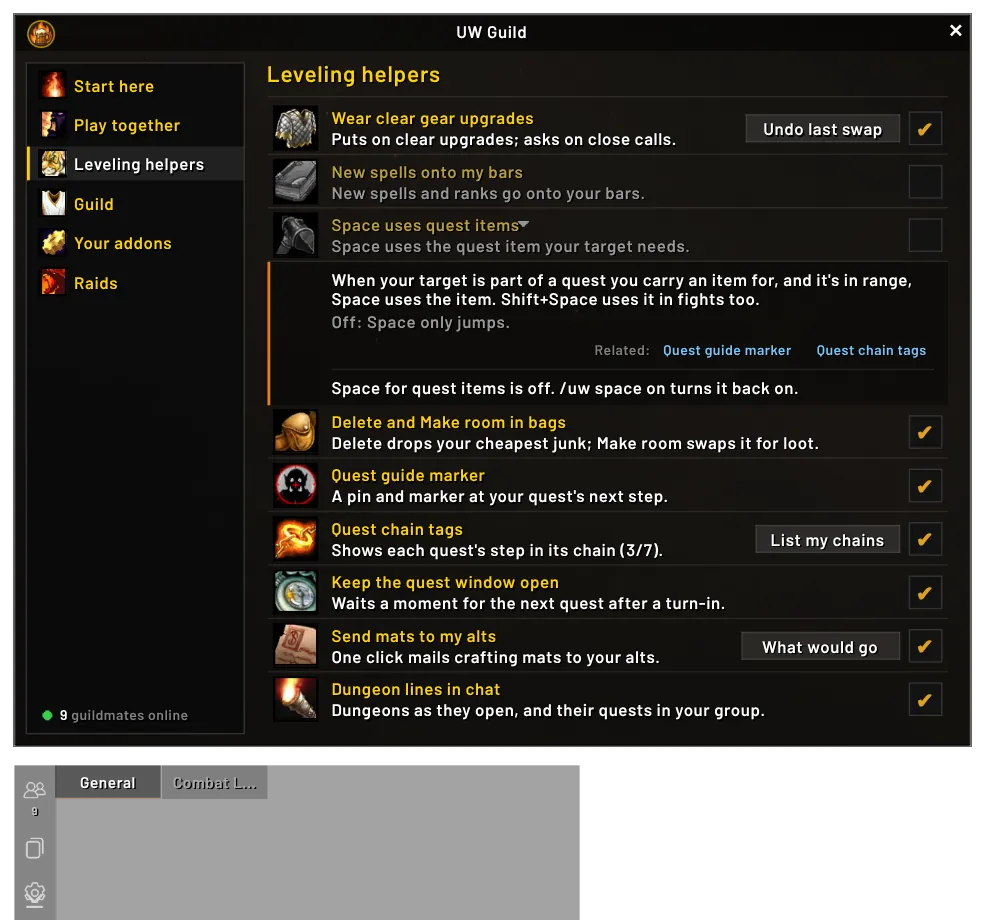 UW Guild
Start here
Play together
Leveling helpers
Guild
Your addons
Raids
9 guildmates online
Leveling helpers
Wear clear gear upgrades
Puts on clear upgrades; asks on close calls.
Undo last swap
New spells onto my bars
New spells and ranks go onto your bars.
Space uses quest items
Space uses the quest item your target needs.
When your target is part of a quest you carry an item for, and it's in range,
Space uses the item. Shift+Space uses it in fights too.
Off: Space only jumps.
Related: Quest guide marker Quest chain tags
Space for quest items is off. /uw space on turns it back on.
Delete and Make room in bags
Delete drops your cheapest junk; Make room swaps it for loot.
Quest guide marker
A pin and marker at your quest's next step.
Quest chain tags
Shows each quest's step in its chain (3/7).
List my chains
Keep the quest window open
Waits a moment for the next quest after a turn-in.
Send mats to my alts
One click mails crafting mats to your alts.
What would go
Dungeon lines in chat
Dungeons as they open, and their quests in your group.
General
Combat L...
9